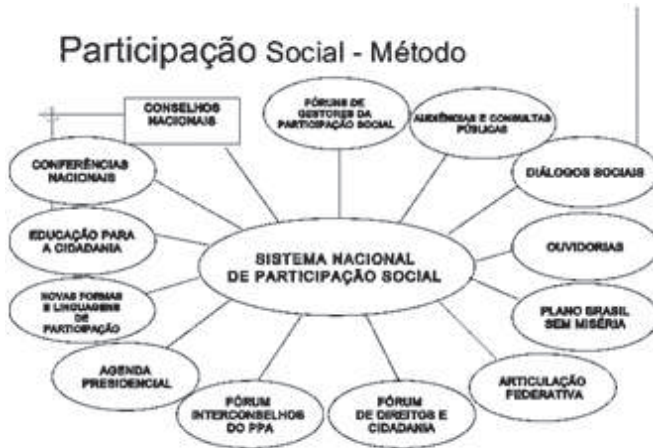 Participação Social - Método
CONSELHOS
NACIONAIS
FÓRUNS DE
GESTORES DA
PARTICIPAÇÃO SOCIAL
AUDIÊNCIAS E CONSULTAS
PÚBLICAS
CONFERÊNCIAS
NACIONAIS
DIÁLOGOS SOCIAIS
EDUCAÇÃO PARA
A CIDADANIA
OUVIDORIAS
SISTEMA NACIONAL
DE PARTICIPAÇÃO SOCIAL
NOVAS FORMAS
E LINGUAGENS
DE
PARTICIPAÇÃO
PLANO BRASIL
SEM MISÉRIA
AGENDA
PRESIDENCIAL
ARTICULAÇÃO
FEDERATIVA
FÓRUM
INTERCONSELHOS
DO PPA
FÓRUM
DE DIREITOS E
CIDADANIA